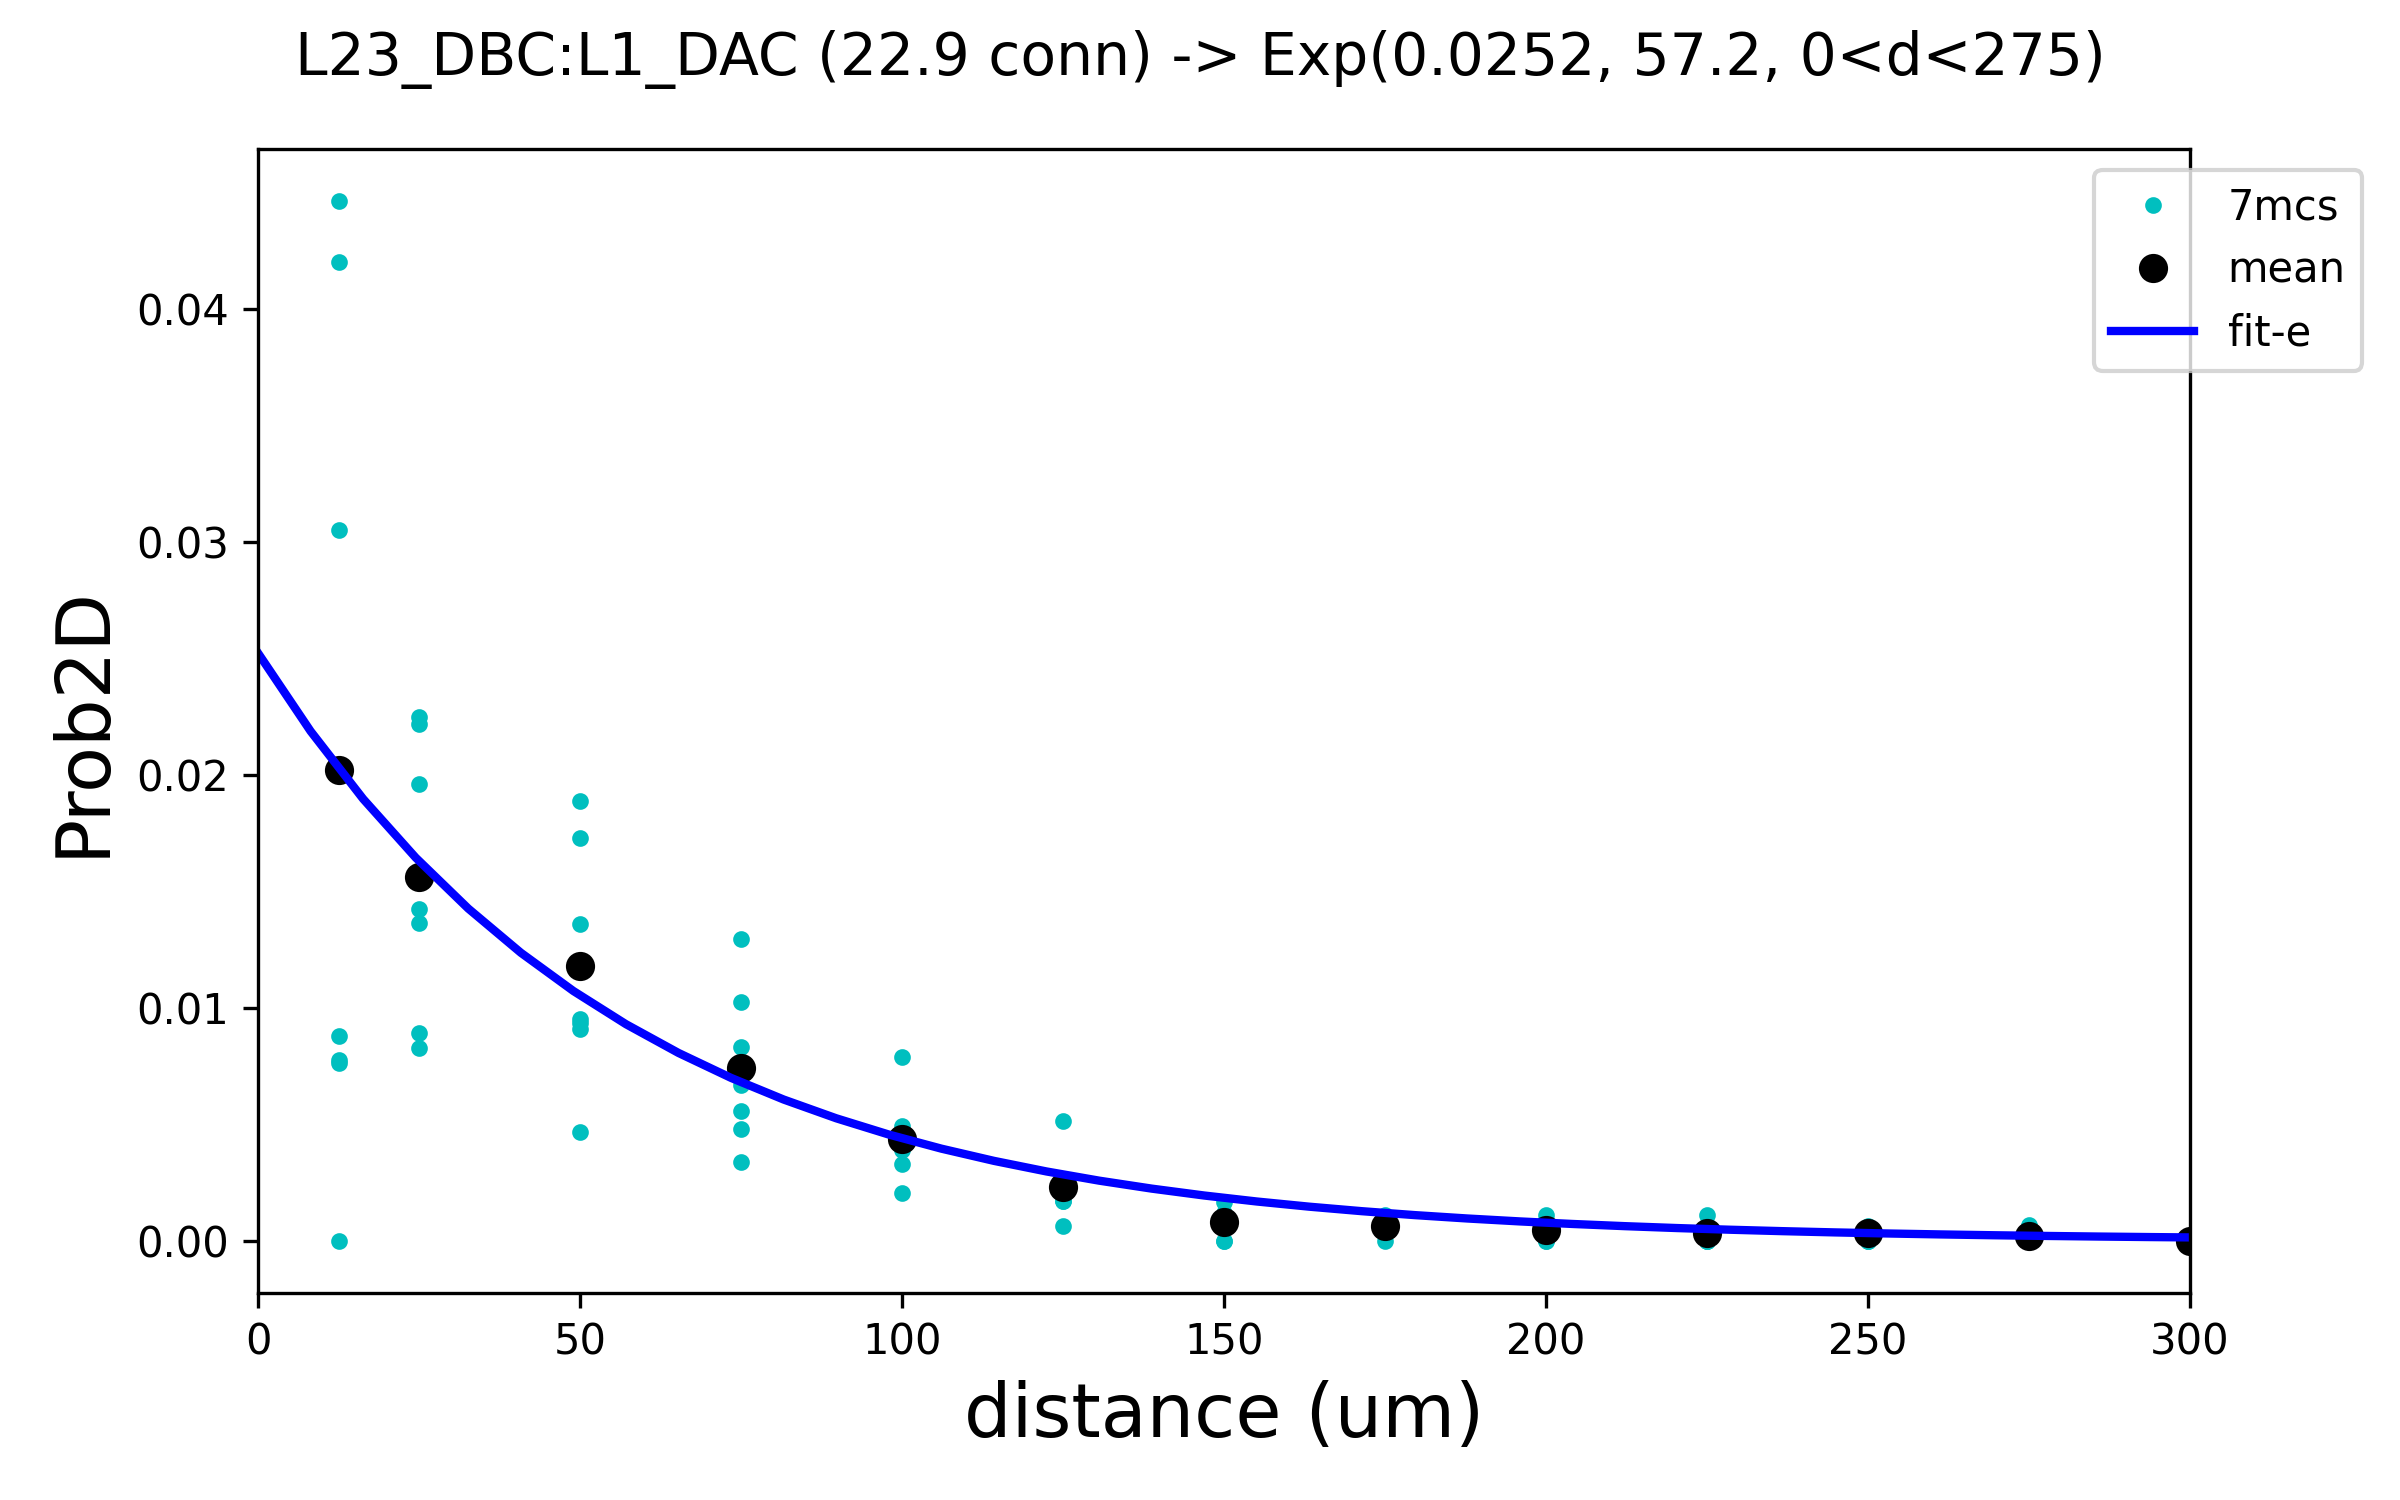 L23_DBC:L1_DAC (22.9 conn) -> Exp(0.0252, 57.2, 0<d<275)
7mcs
mean
fit-e
Prob2D
0.04
0.03
0.02
0.01
0.00
0 50 100 150 200 250 300
distance (um)